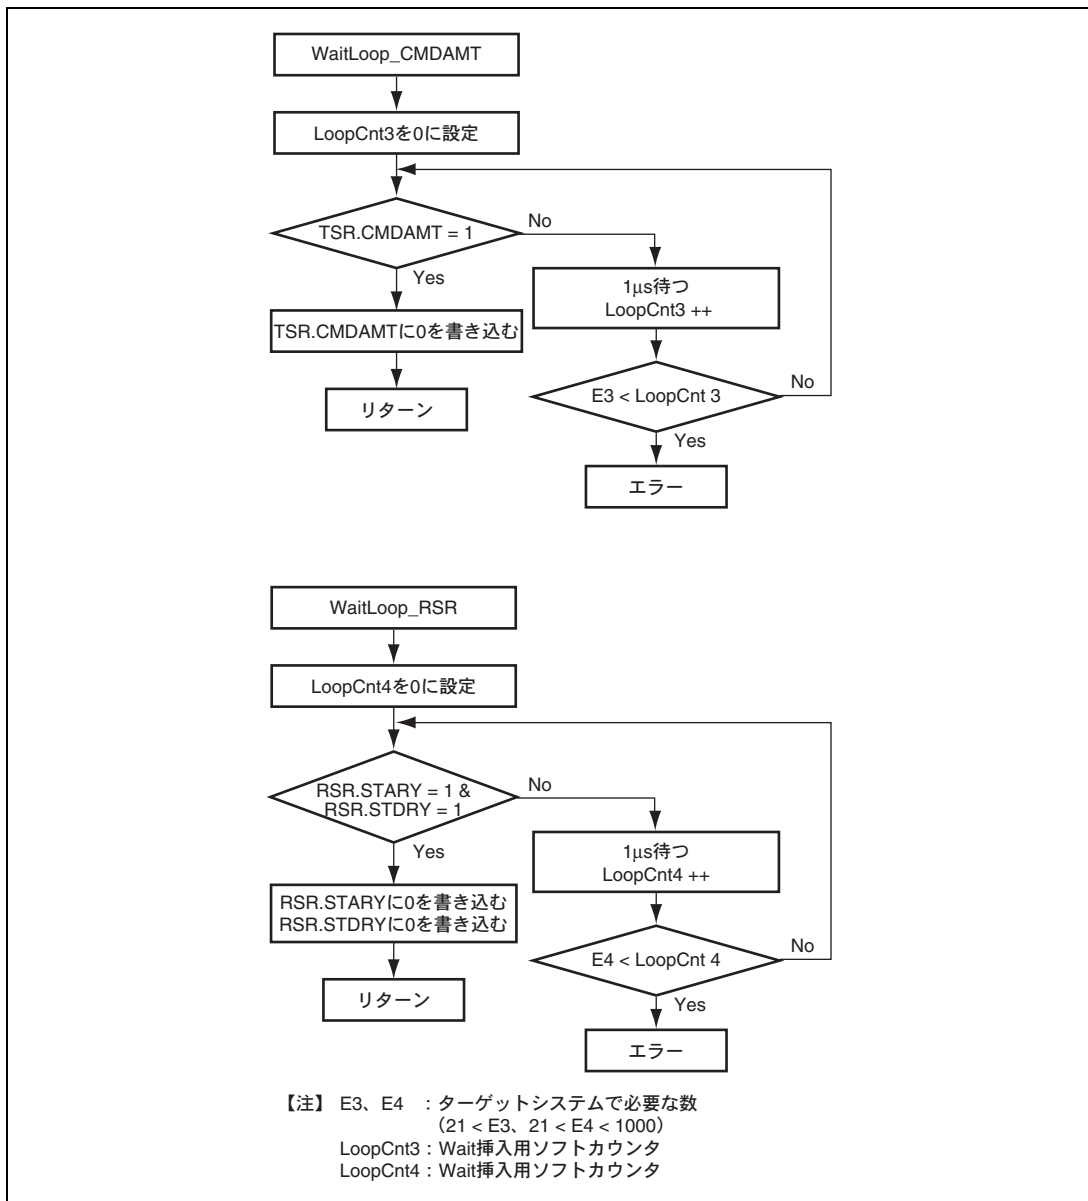 WaitLoop_CMDAMT
LoopCnt3を0に設定
TSR.CMDAMT = 1
No
Yes
1μs待つ
LoopCnt3 ++
TSR.CMDAMTに0を書き込む
E3 < LoopCnt 3
No
リターン
Yes
エラー
WaitLoop_RSR
LoopCnt4を0に設定
RSR.STARY = 1 &
RSR.STDRY = 1
No
Yes
1μs待つ
LoopCnt4 ++
RSR.STARYに0を書き込む
RSR.STDRYに0を書き込む
E4 < LoopCnt 4
No
リターン
Yes
エラー
【注】 E3、E4 : ターゲットシステムで必要な数
(21 < E3、21 < E4 < 1000)
LoopCnt3 : Wait挿入用ソフトカウンタ
LoopCnt4 : Wait挿入用ソフトカウンタ